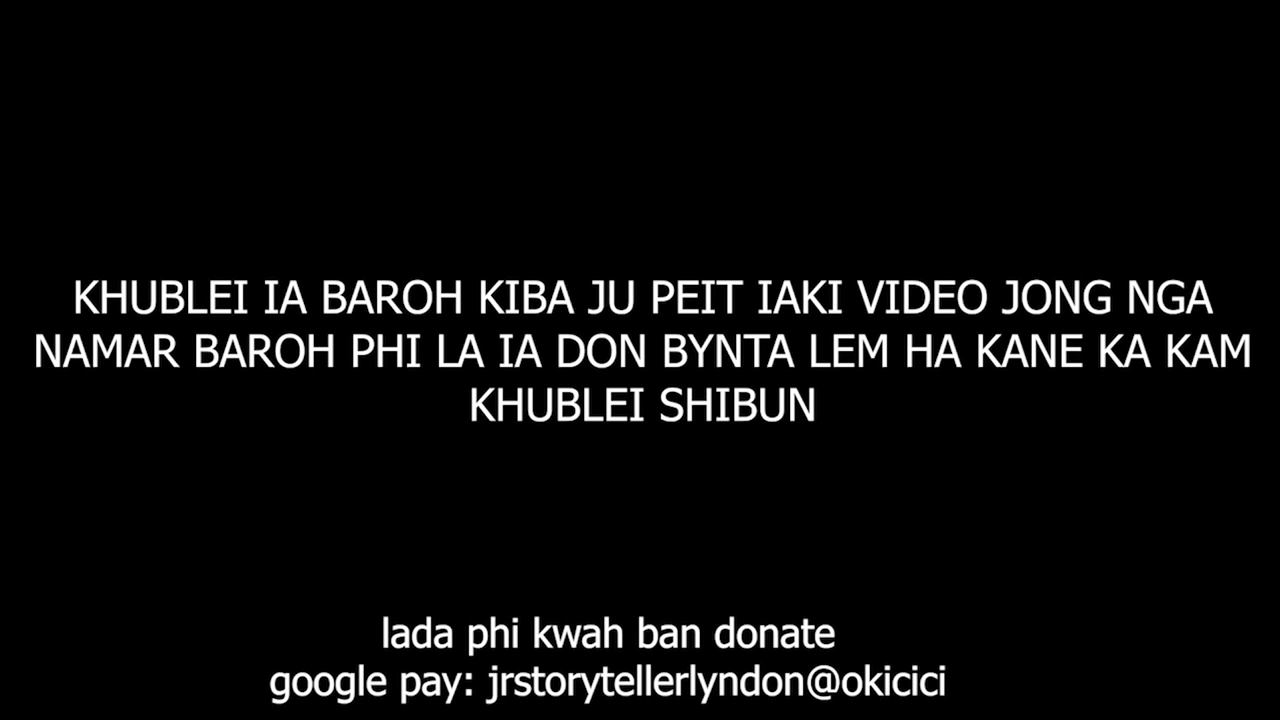 KHUBLEI IA BAROH KIBA JU PEIT IAKI VIDEO JONG NGA
NAMAR BAROH PHI LA IA DON BYNTA LEM HA KANE KA KAM
KHUBLEI SHIBUN
lada phi kwah ban donate
google pay: jrstorytellerlyndon@okicici